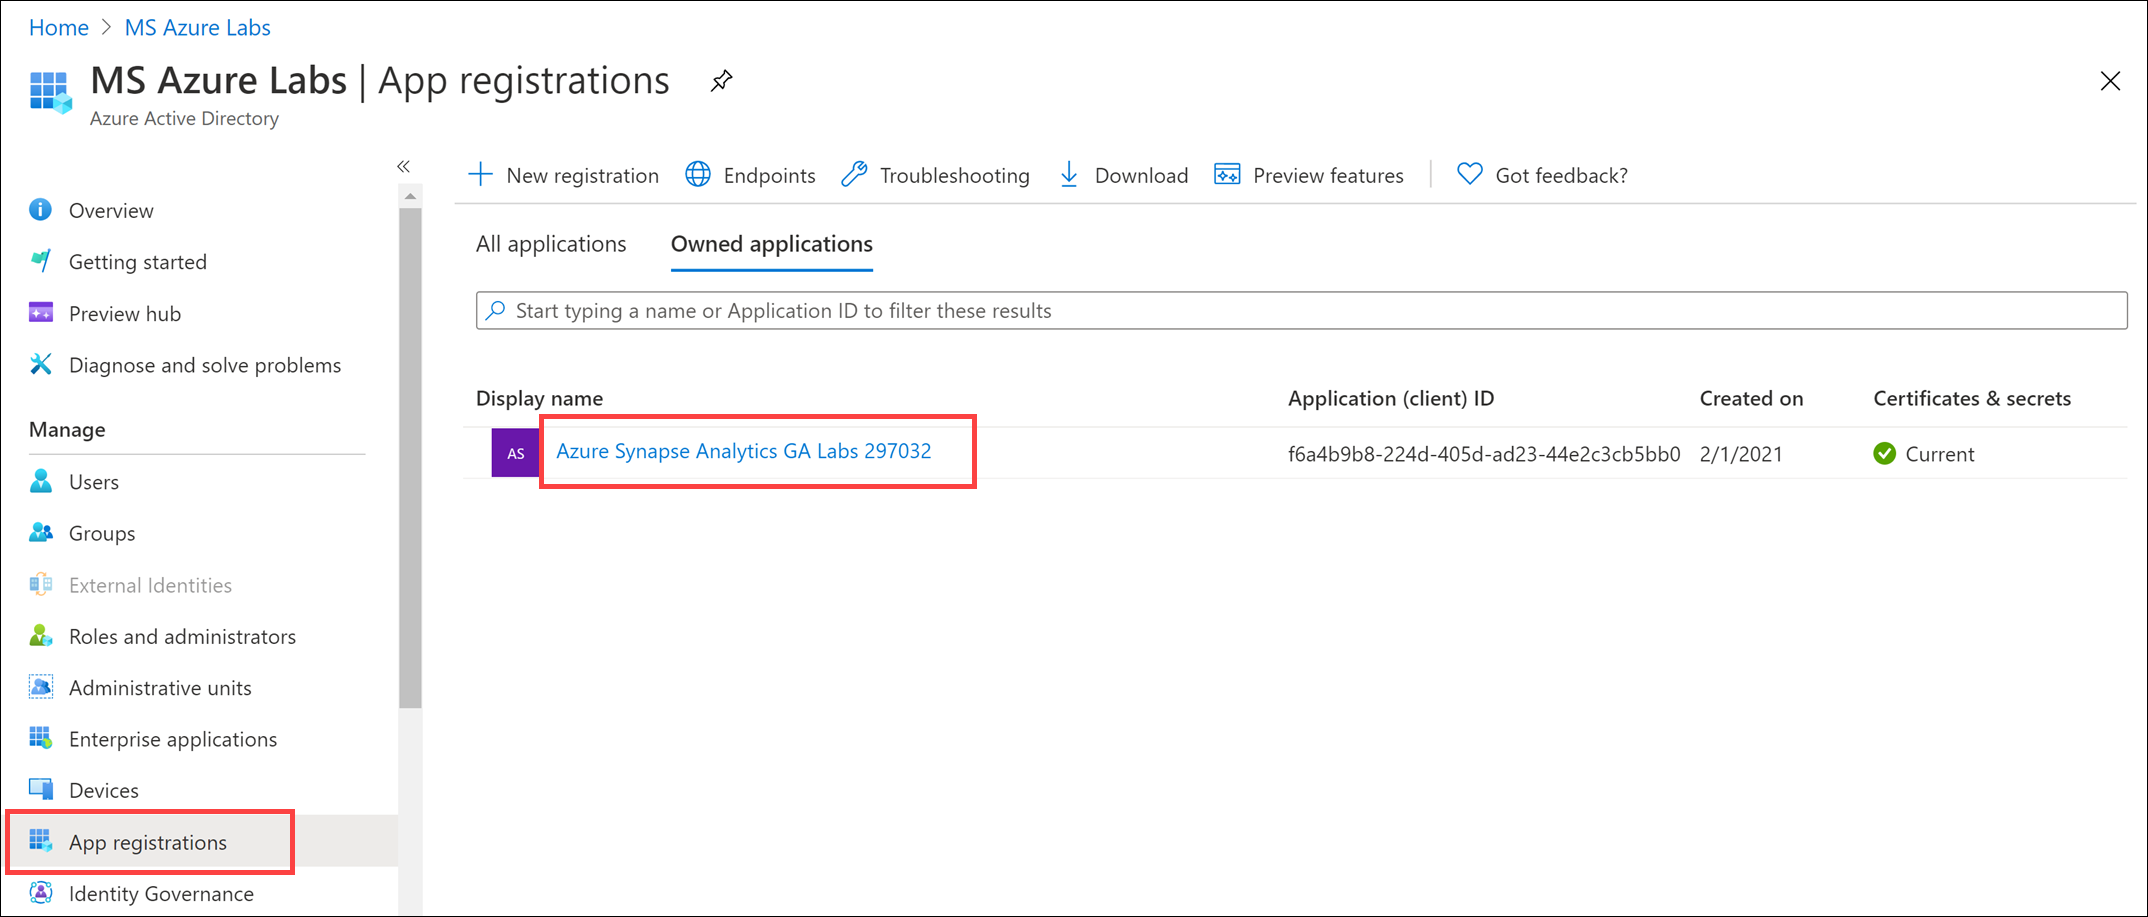 Home > MS Azure Labs
MS Azure Labs | App registrations
Azure Active Directory
Overview
Getting started
Preview hub
Diagnose and solve problems
Manage
Users
Groups
External Identities
Roles and administrators
Administrative units
Enterprise applications
Devices
App registrations
Identity Governance
New registration Endpoints Troubleshooting Download Preview features Got feedback?
All applications Owned applications
Start typing a name or Application ID to filter these results
Display name Application (client) ID Created on Certificates & secrets
AS Azure Synapse Analytics GA Labs 297032 f6a4b9b8-224d-405d-ad23-44e2c3cb5bb0 2/1/2021 Current